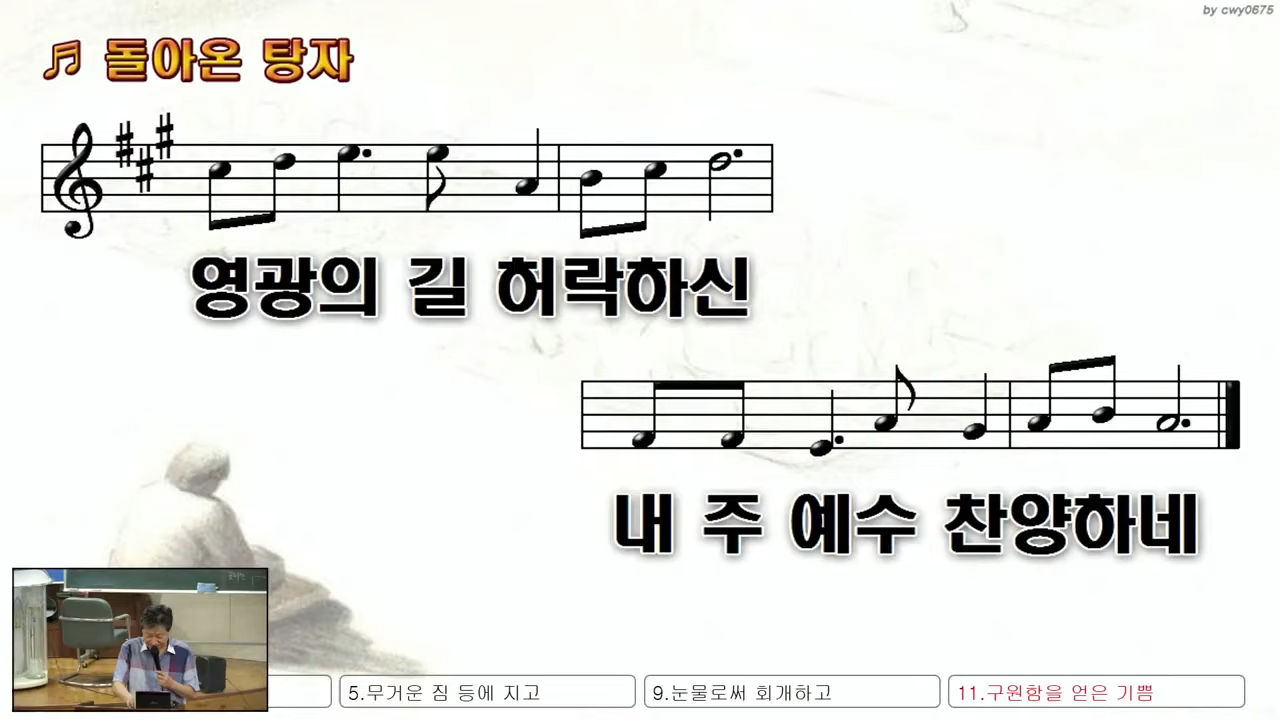 by cwy0675
돌아온 탕자
영광의 길 허락하신
내 주 예수 찬양하네
5.무거운 짐 등에 지고
9.눈물로써 회개하고
11.구원함을 얻은 기쁨